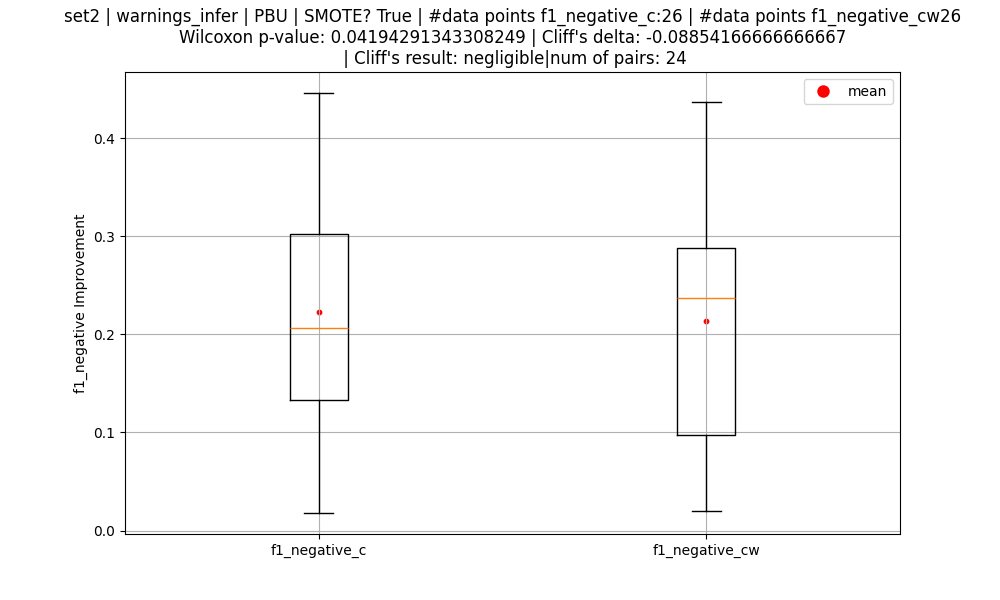 set2 | warnings_infer | PBU | SMOTE? True | #data points f1_negative_c:26 | #data points f1_negative_cw26
Wilcoxon p-value: 0.04194291343308249 | Cliff's delta: -0.08854166666666667
| Cliff's result: negligible|num of pairs: 24
mean
f1_negative Improvement
0.4
0.3
0.2
0.1
0.0
f1_negative_c
f1_negative_cw